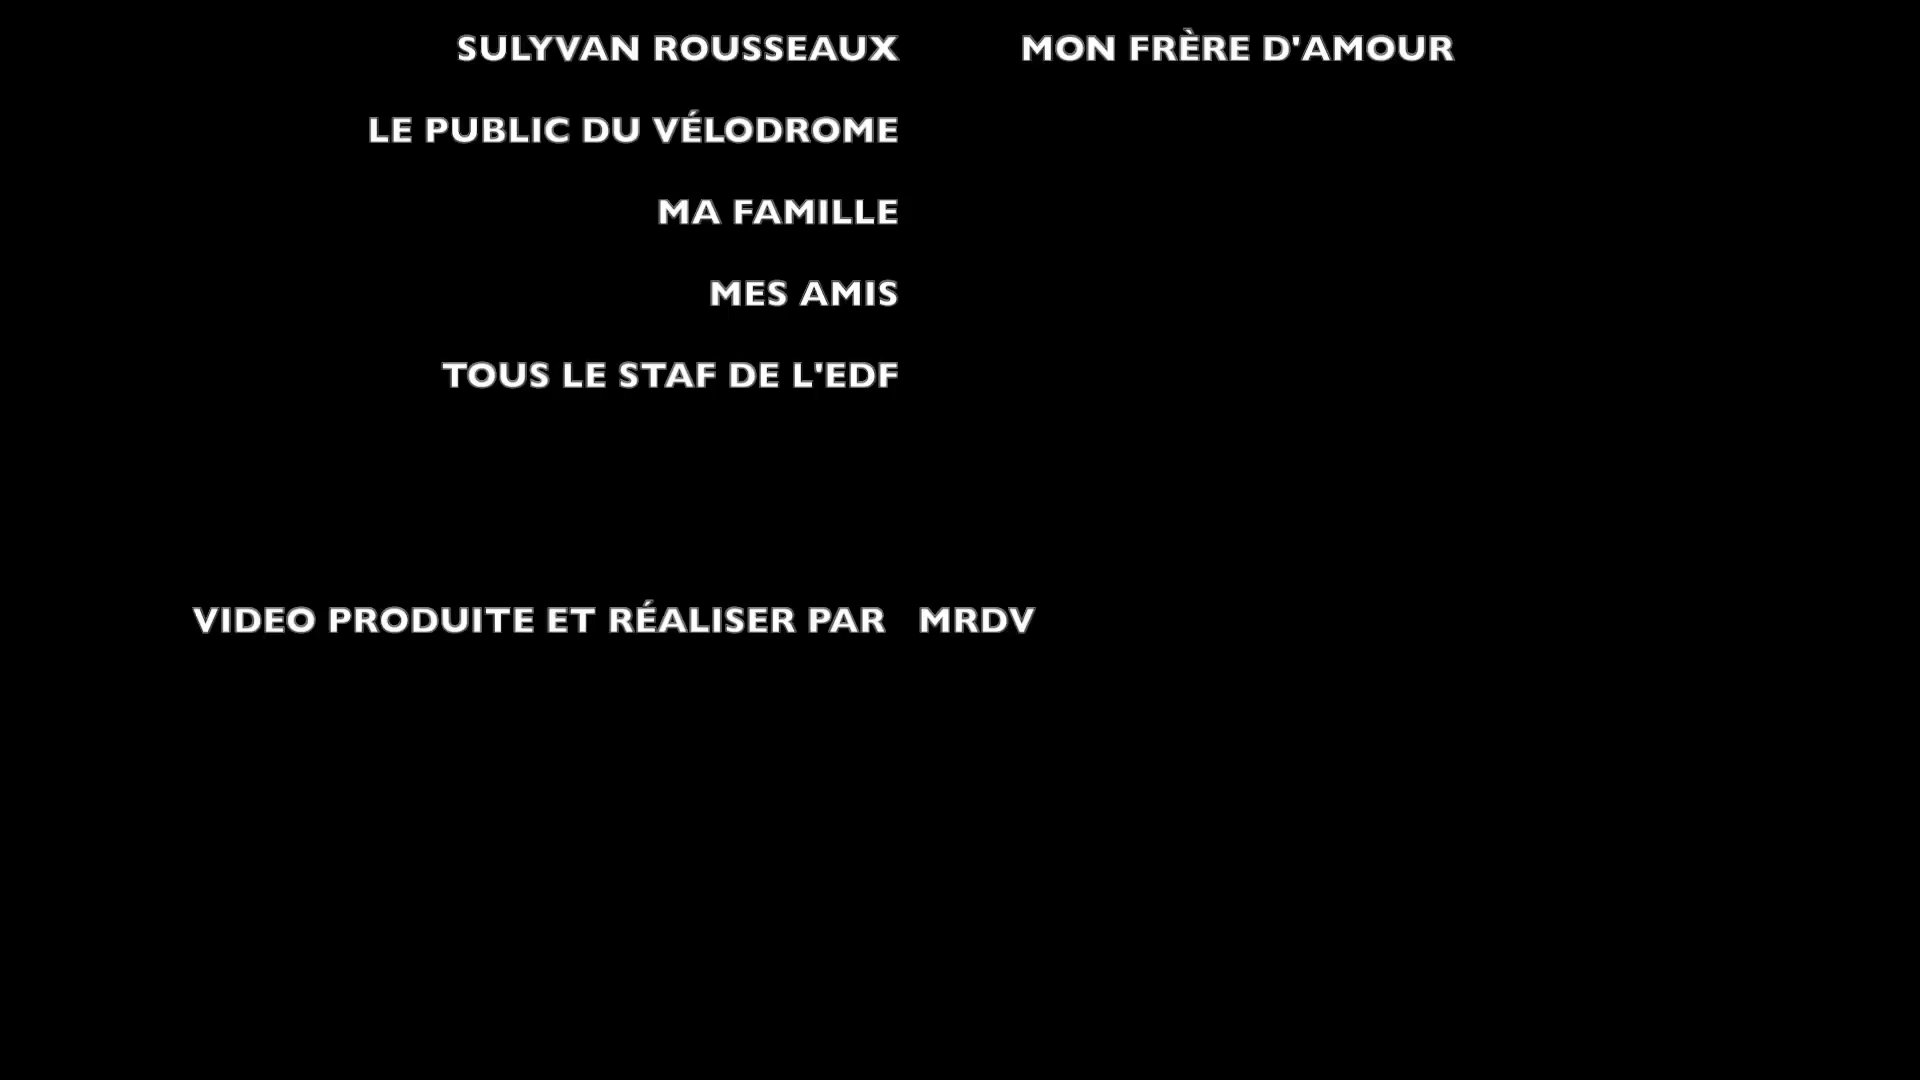 SULYVAN ROUSSEAUX MON FRÈRE D'AMOUR
LE PUBLIC DU VÉLODROME
MA FAMILLE
MES AMIS
TOUS LE STAF DE L'EDF
VIDEO PRODUITE ET RÉALISER PAR MRDV